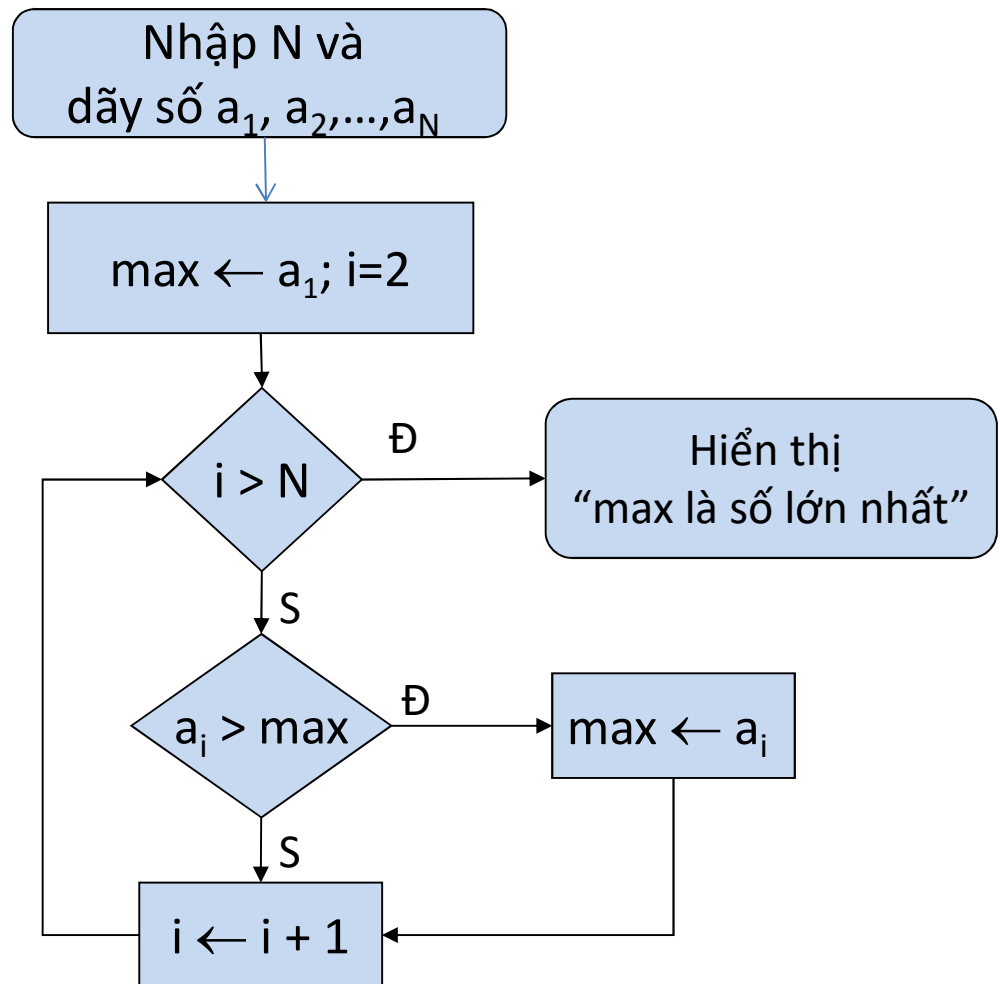 Nhập N và
dãy số a₁, a₂,...,a_N
max ← a₁; i=2
i > N
Đ
Hiển thị
“max là số lớn nhất”
S
aᵢ > max
Đ
max ← aᵢ
S
i ← i + 1